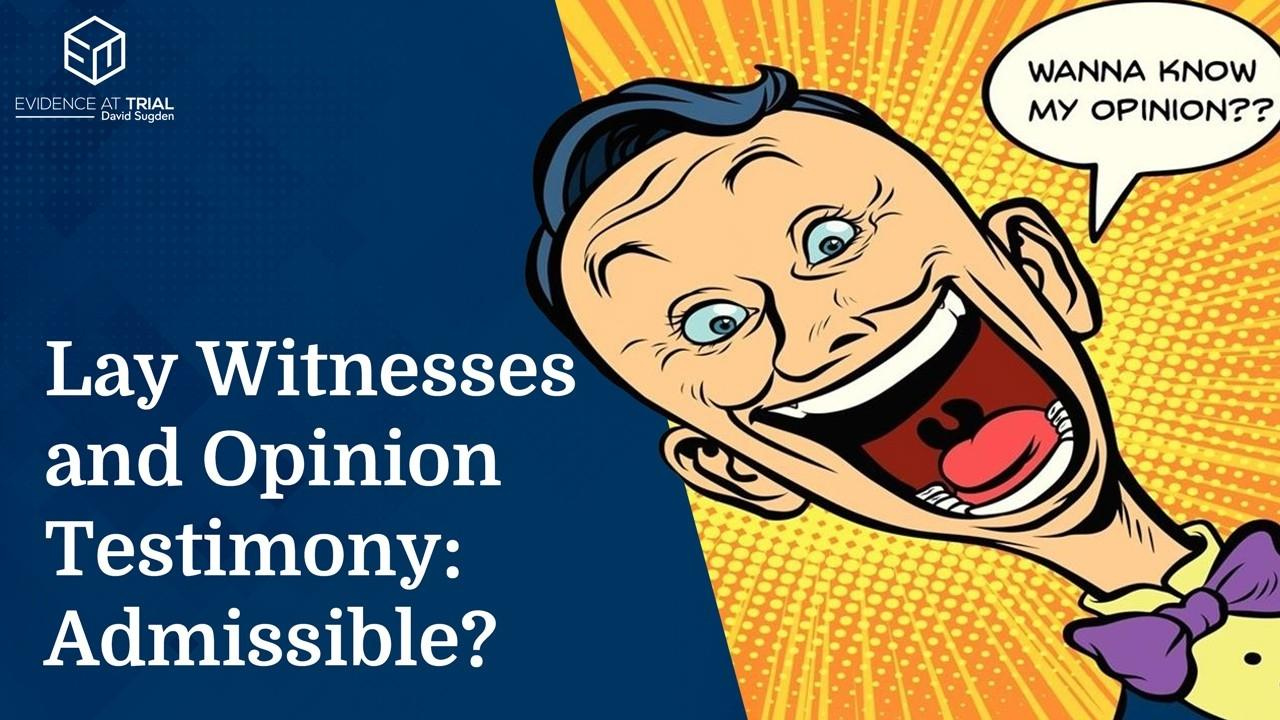 EVIDENCE AT TRIAL
David Sugden
WANNA KNOW
MY OPINION??
Lay Witnesses
and Opinion
Testimony:
Admissible?